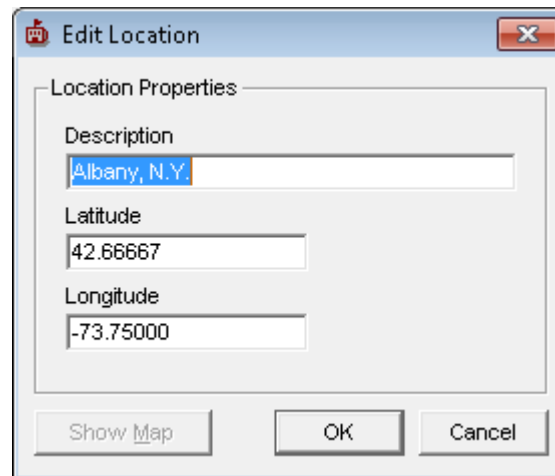 Edit Location
Location Properties
Description
Albany, N.Y.
Latitude
42.66667
Longitude
-73.75000
Show Map OK Cancel